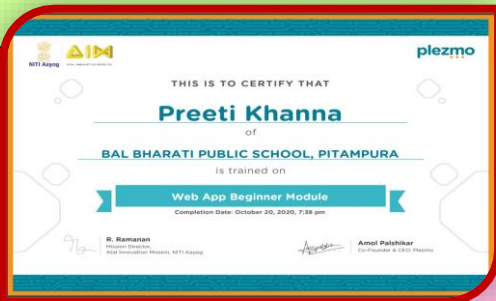 NITI Aayog
AIM
plezmo
THIS IS TO CERTIFY THAT
Preeti Khanna
of
BAL BHARATI PUBLIC SCHOOL, PITAMPURA
is trained on
Web App Beginner Module
Completion Date: October 20, 2020, 7:38 pm
R. Ramanan
Mission Director,
Atal Innovation Mission, NITI Aayog
Amol Palshikar
Co-Founder & CEO, Plezmo